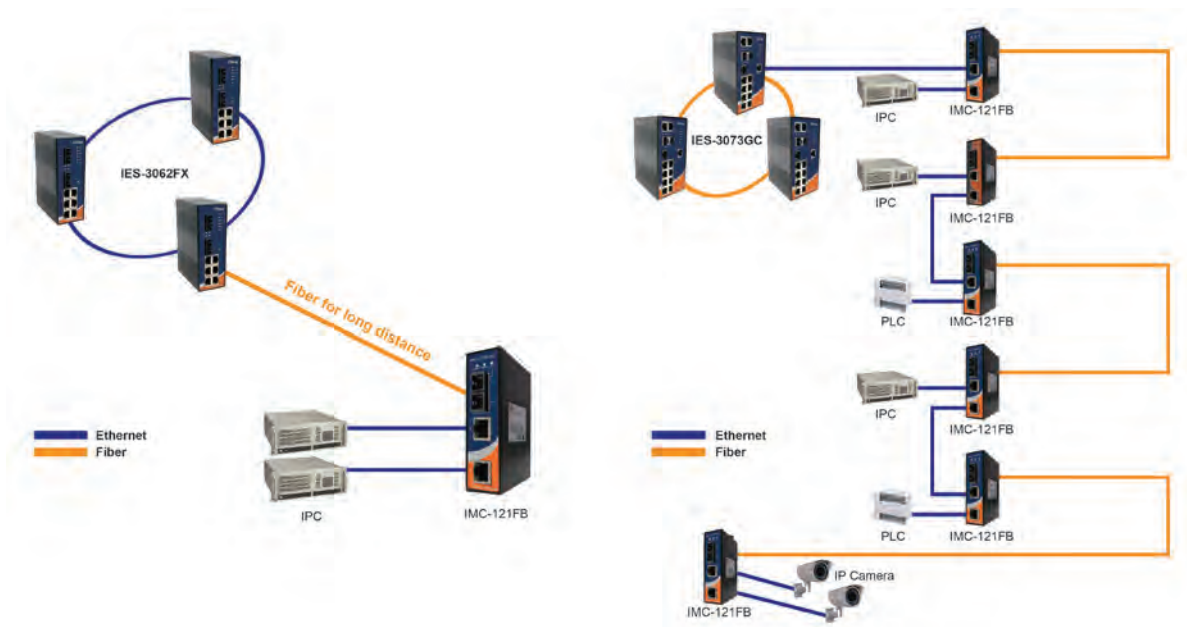 IES-3062FX
Fiber for long distance
Ethernet
Fiber
IPC
IMC-121FB
IES-3073GC
IPC
IMC-121FB
IPC
IMC-121FB
PLC
IMC-121FB
IPC
IMC-121FB
Ethernet
Fiber
PLC
IMC-121FB
IP Camera
IMC-121FB